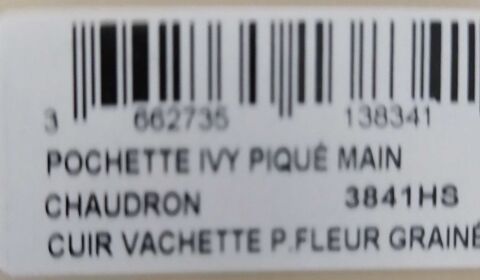 3 662735 138341
POCHETTE IVY PIQUÉ MAIN
CHAUDRON 3841HS
CUIR VACHETTE P.FLEUR GRAINÉ